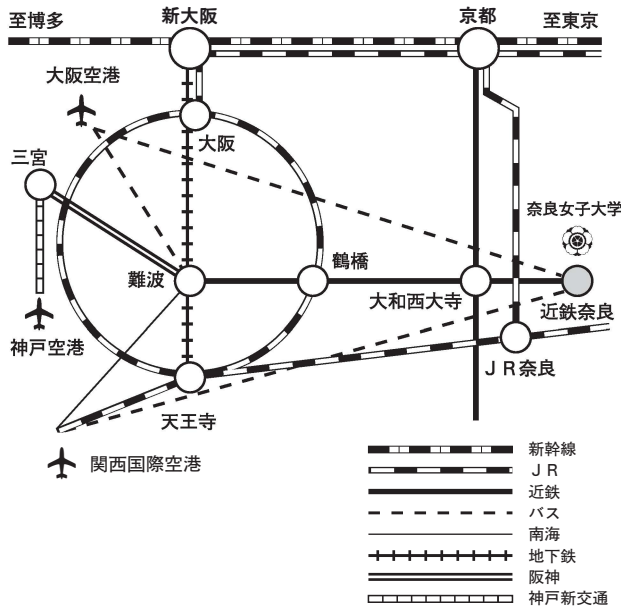 至博多
新大阪
京都
至東京
大阪空港
大阪
三宮
奈良女子大学
鶴橋
難波
大和西大寺
近鉄奈良
神戸空港
JR奈良
天王寺
関西国際空港
新幹線
JR
近鉄
バス
南海
地下鉄
阪神
神戸新交通